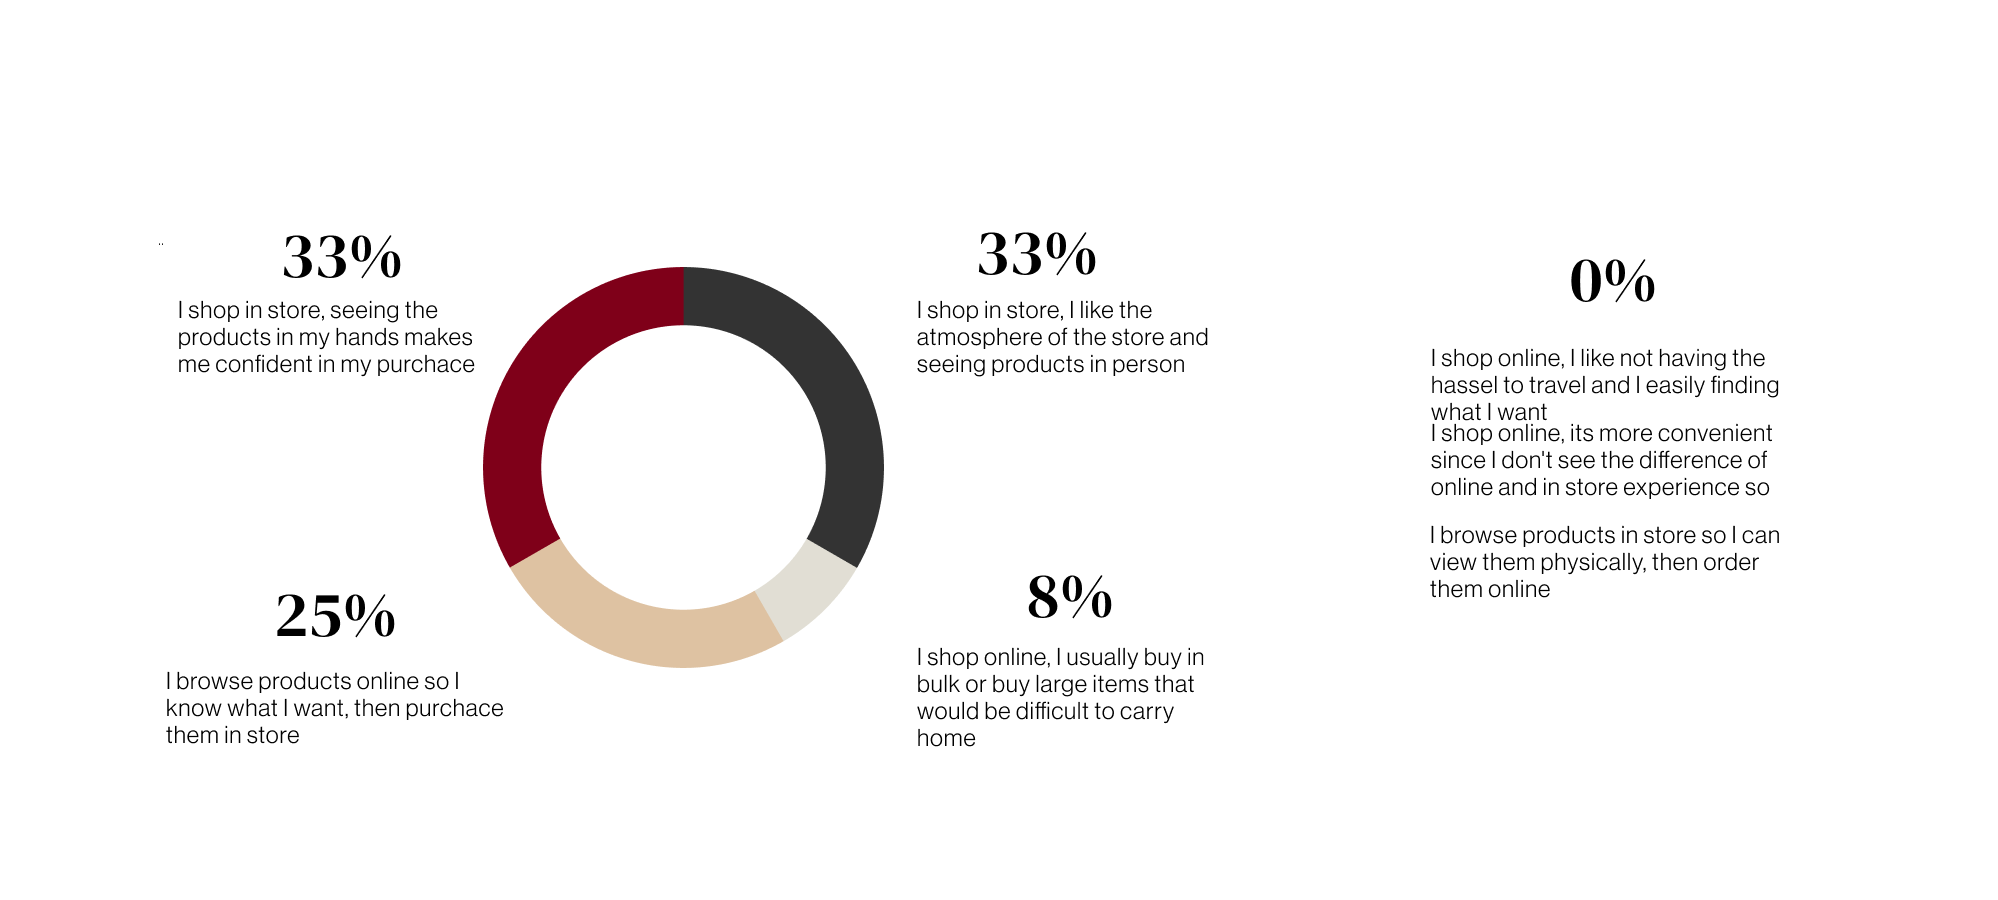 33%
I shop in store, seeing the
products in my hands makes
me confident in my purchace
33%
I shop in store, I like the
atmosphere of the store and
seeing products in person
25%
I browse products online so I
know what I want, then purchace
them in store
8%
I shop online, I usually buy in
bulk or buy large items that
would be difficult to carry
home
0%
I shop online, I like not having the
hassel to travel and I easily finding
what I want
I shop online, its more convenient
since I don't see the difference of
online and in store experience so
I browse products in store so I can
view them physically, then order
them online